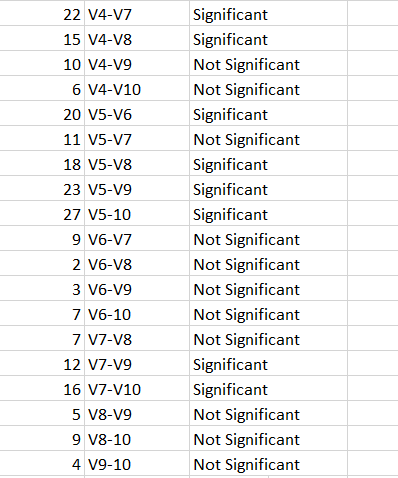 22 V4-V7 Significant
15 V4-V8 Significant
10 V4-V9 Not Significant
6 V4-V10 Not Significant
20 V5-V6 Significant
11 V5-V7 Not Significant
18 V5-V8 Significant
23 V5-V9 Significant
27 V5-10 Significant
9 V6-V7 Not Significant
2 V6-V8 Not Significant
3 V6-V9 Not Significant
7 V6-10 Not Significant
7 V7-V8 Not Significant
12 V7-V9 Significant
16 V7-V10 Significant
5 V8-V9 Not Significant
9 V8-10 Not Significant
4 V9-10 Not Significant